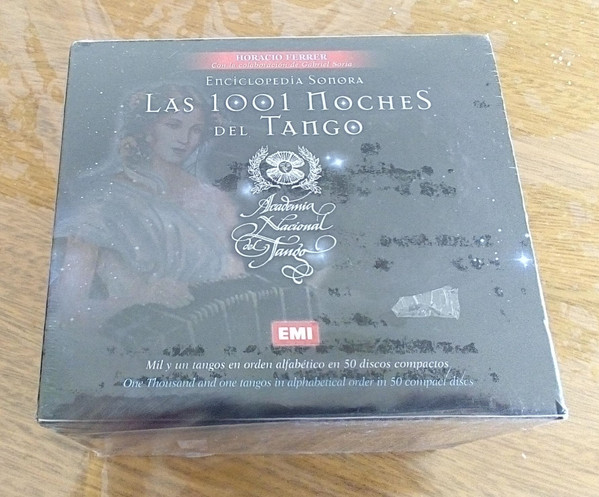 HORACIO FERRER
Con la colaboración de Gabriel Soria
ENCICLOPEDIA SONORA
LAS 1001 NOCHES
DEL TANGO
Academia
Nacional
del Tango
EMI
Mil y un tangos en orden alfabético en 50 discos compactos
One Thousand and one tangos in alphabetical order in 50 compact discs